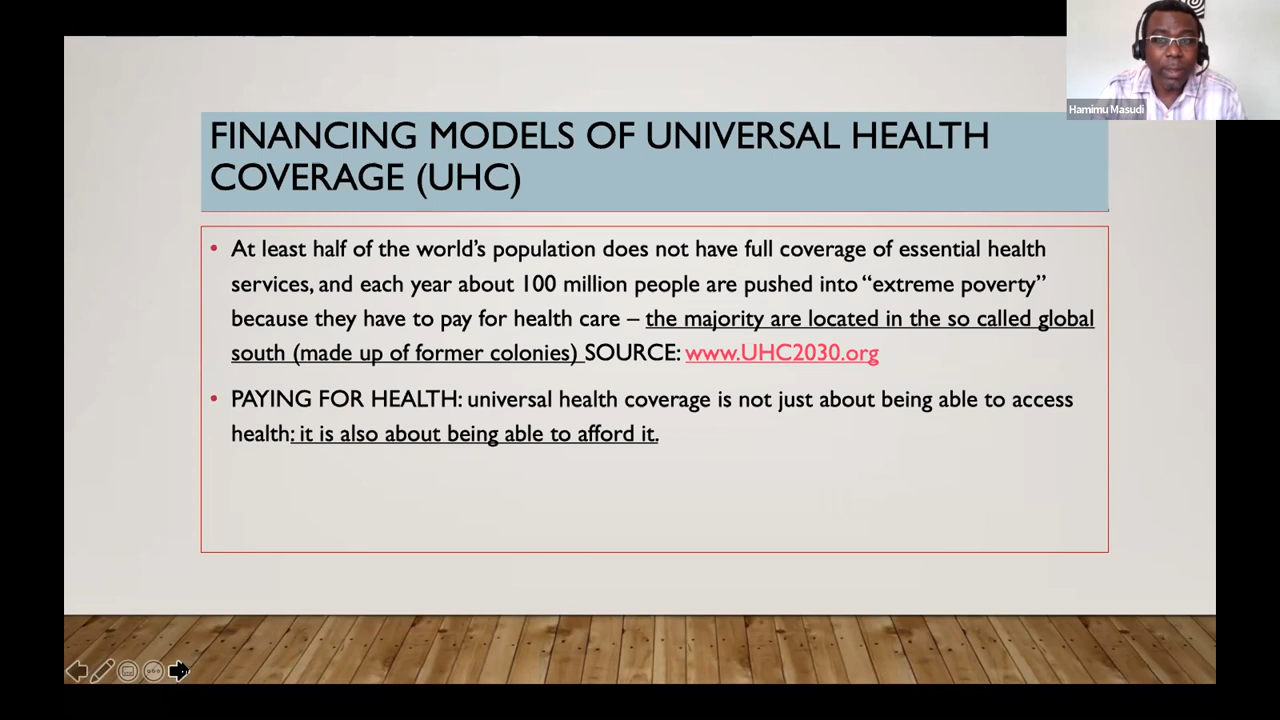 Hamimu Masudi
FINANCING MODELS OF UNIVERSAL HEALTH
COVERAGE (UHC)
• At least half of the world’s population does not have full coverage of essential health
services, and each year about 100 million people are pushed into “extreme poverty”
because they have to pay for health care – the majority are located in the so called global
south (made up of former colonies) SOURCE: www.UHC2030.org
• PAYING FOR HEALTH: universal health coverage is not just about being able to access
health: it is also about being able to afford it.